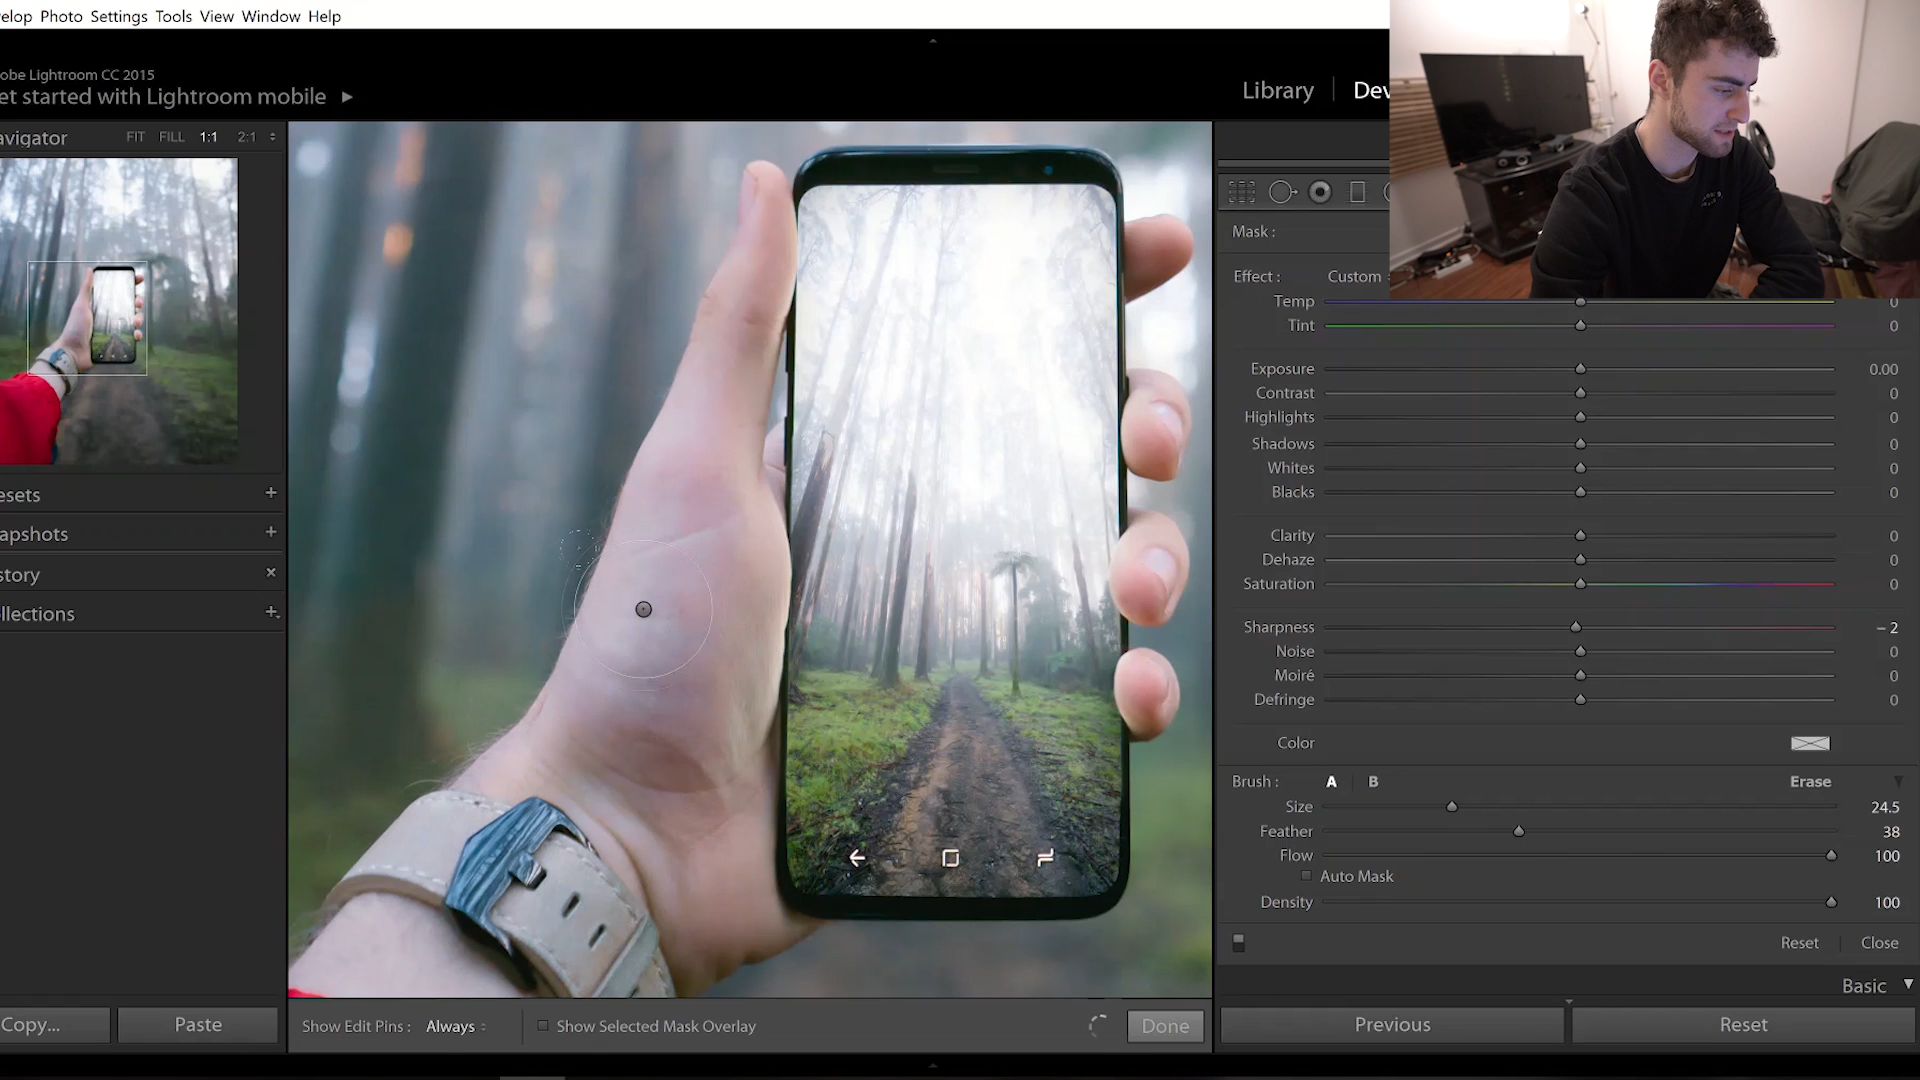 elop Photo Settings Tools View Window Help
obe Lightroom CC 2015
et started with Lightroom mobile
Library
Dev
avigator FIT FILL 1:1 2:1
Mask :
Effect : Custom
Temp 0
Tint 0
Exposure 0.00
Contrast 0
Highlights 0
Shadows 0
Whites 0
Blacks 0
esets +
apshots +
story ×
llections +
Clarity 0
Dehaze 0
Saturation 0
Sharpness – 2
Noise 0
Moiré 0
Defringe 0
Color
Brush : A B Erase
Size 24.5
Feather 38
Flow 100
Auto Mask
Density 100
Reset Close
Basic
Copy... Paste
Show Edit Pins : Always Show Selected Mask Overlay Done
Previous Reset